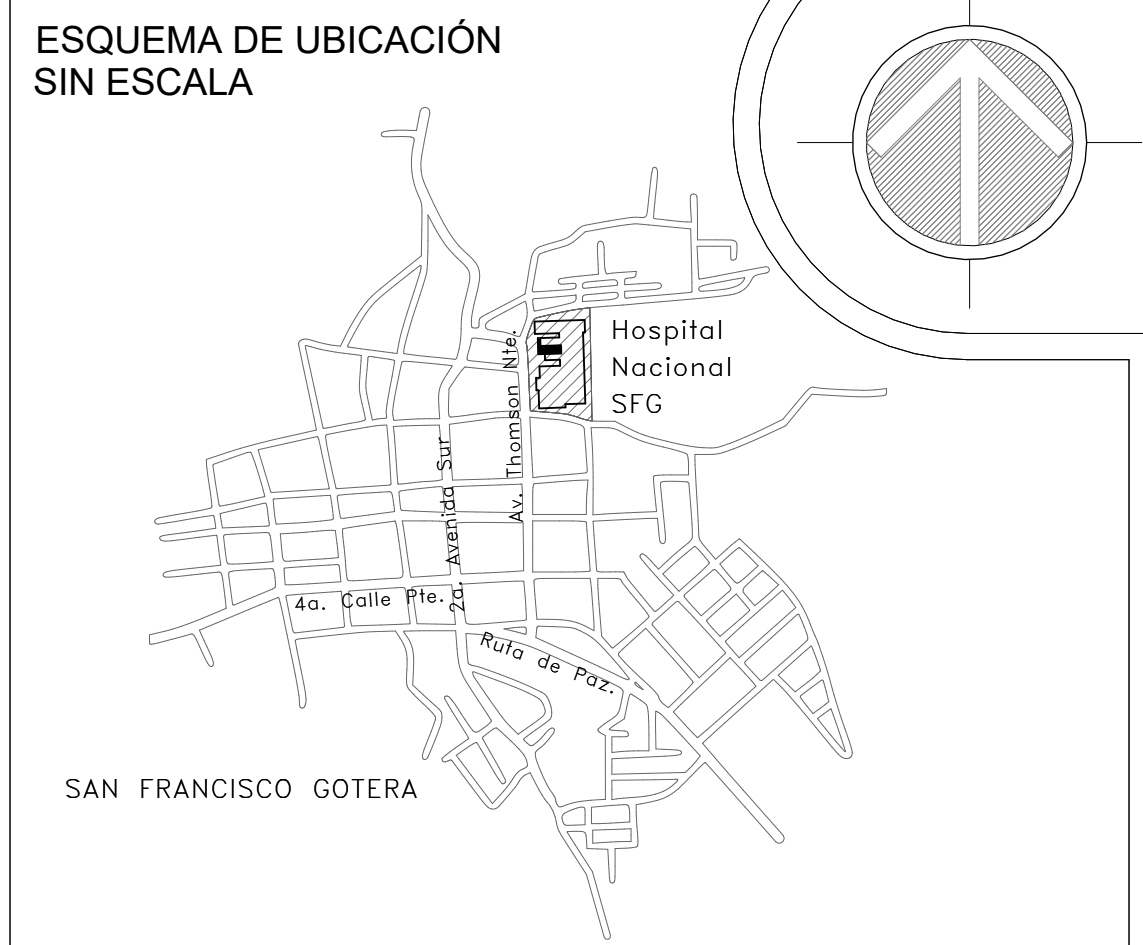 ESQUEMA DE UBICACIÓN
SIN ESCALA
Hospital
Nacional
SFG
Av. Thomson Nte.
2a. Avenida Sur
4a. Calle Pte.
Ruta de Paz.
SAN FRANCISCO GOTERA